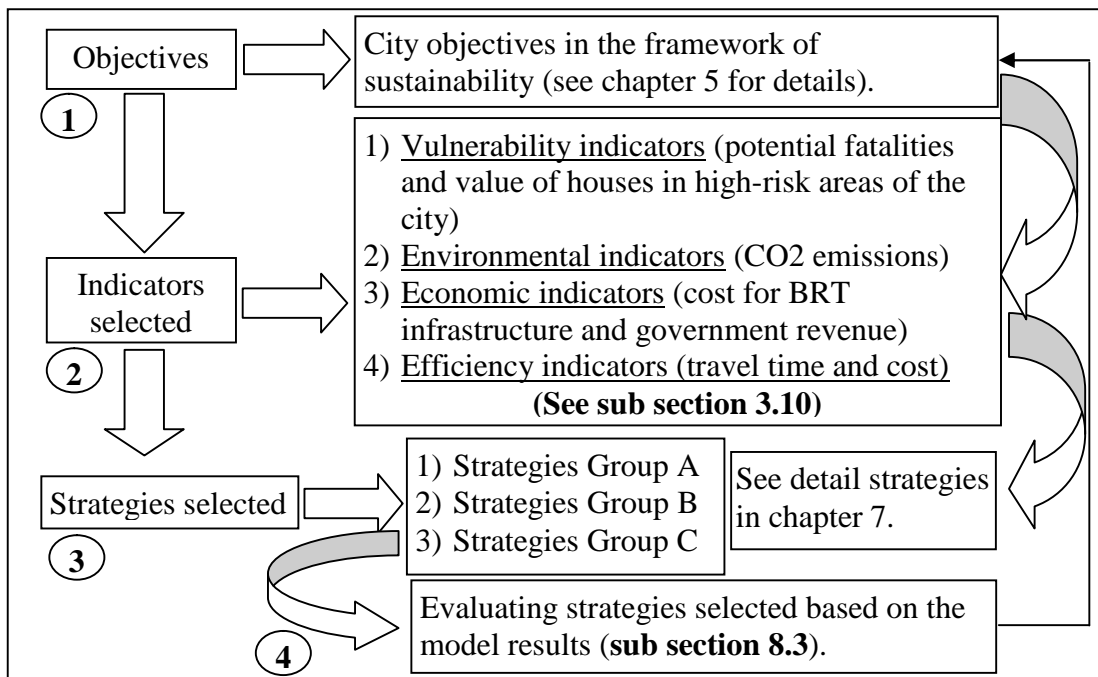 Objectives
City objectives in the framework of
sustainability (see chapter 5 for details).
1
1) Vulnerability indicators (potential fatalities
and value of houses in high-risk areas of the
city)
2) Environmental indicators (CO2 emissions)
3) Economic indicators (cost for BRT
infrastructure and government revenue)
4) Efficiency indicators (travel time and cost)
(See sub section 3.10)
Indicators
selected
2
Strategies selected
3
1) Strategies Group A
2) Strategies Group B
3) Strategies Group C
See detail strategies
in chapter 7.
4
Evaluating strategies selected based on the
model results (sub section 8.3).